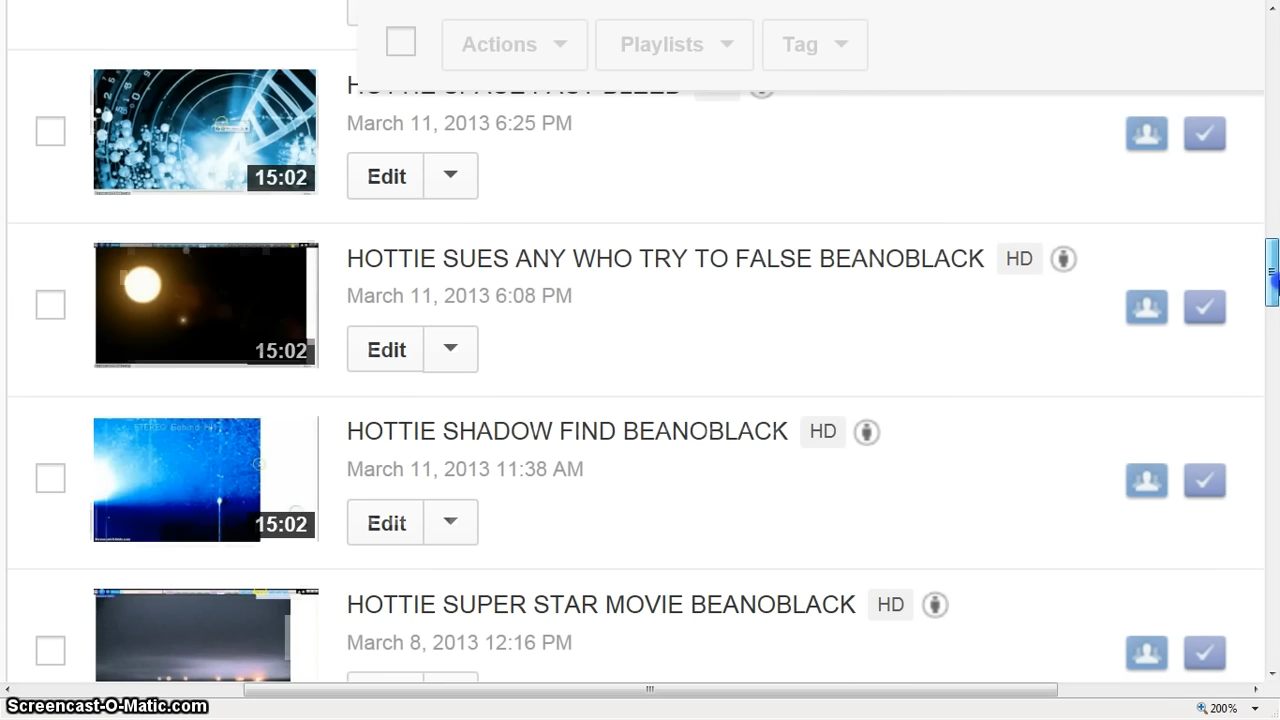 Actions
Playlists
Tag
March 11, 2013 6:25 PM
15:02
Edit
HOTTIE SUES ANY WHO TRY TO FALSE BEANOBLACK HD
March 11, 2013 6:08 PM
15:02
Edit
HOTTIE SHADOW FIND BEANOBLACK HD
STEREO Behind
March 11, 2013 11:38 AM
15:02
Edit
HOTTIE SUPER STAR MOVIE BEANOBLACK HD
March 8, 2013 12:16 PM
Screencast-O-Matic.com
200%